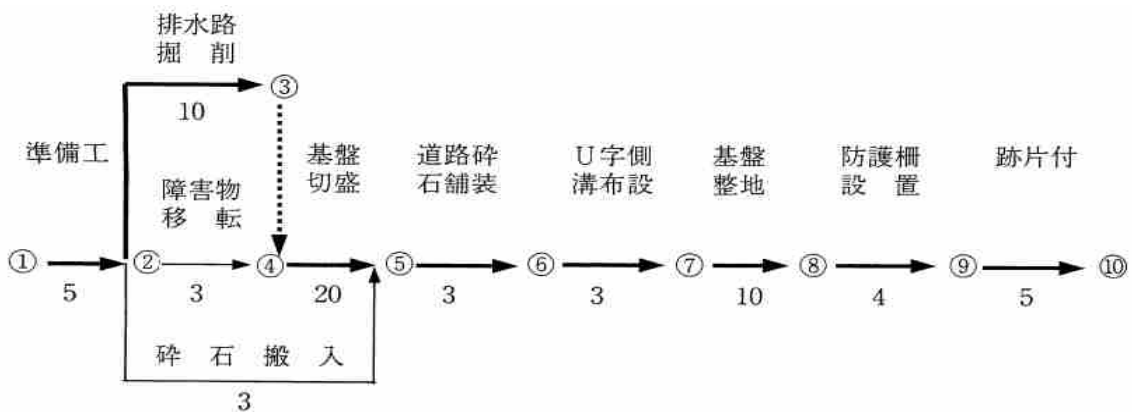 排水路
掘 削
③
10
準備工
障害物
移 転
基盤
切盛
道路砕
石舗装
U字側
溝布設
基盤
整地
防護柵
設 置
跡片付
① ② ④ ⑤ ⑥ ⑦ ⑧ ⑨ ⑩
5 3 20 3 3 10 4 5
砕 石 搬 入
3